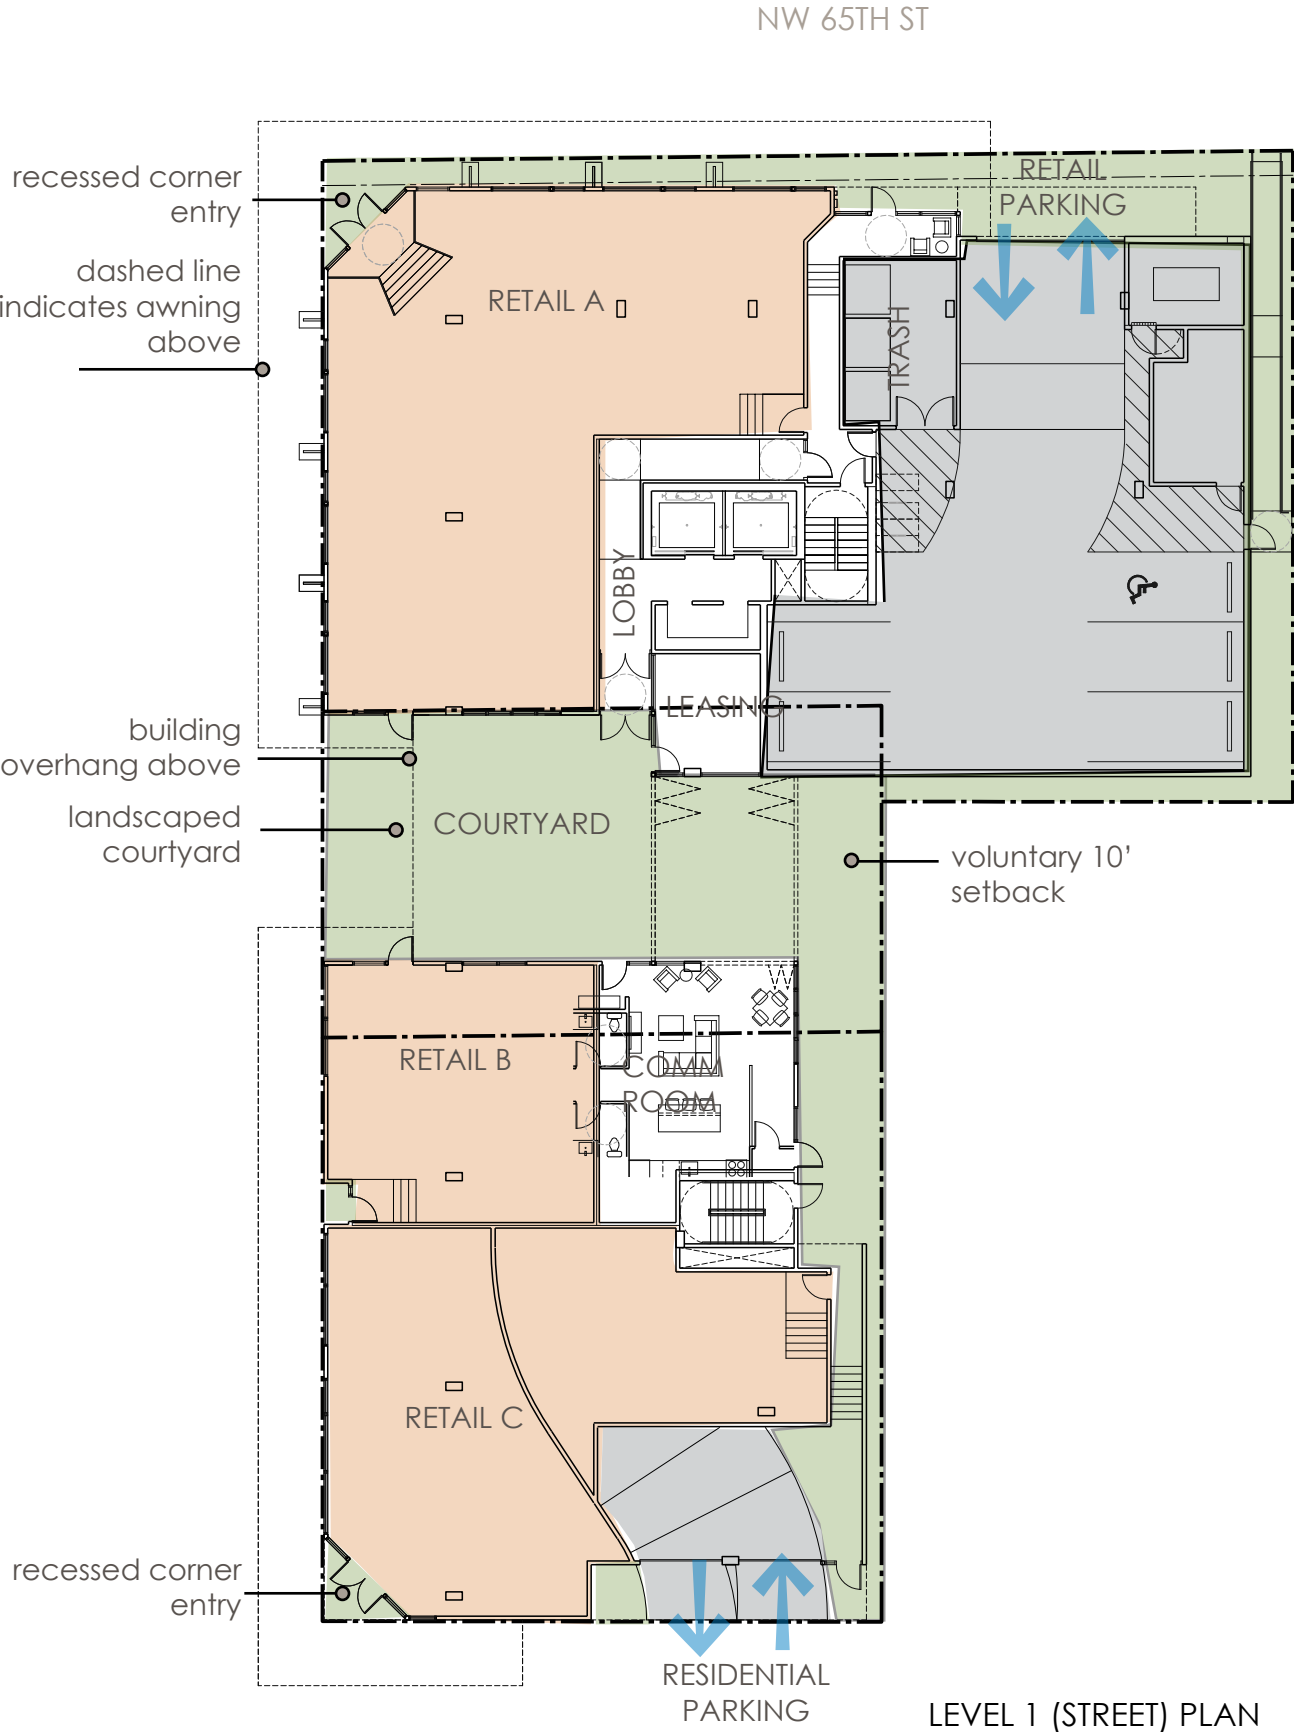 NW 65TH ST
recessed corner
entry
RETAIL
PARKING
dashed line
indicates awning
above
RETAIL A
TRASH
LOBBY
LEASING
building
overhang above
landscaped
courtyard
COURTYARD
voluntary 10'
setback
RETAIL B
COMM
ROOM
RETAIL C
recessed corner
entry
RESIDENTIAL
PARKING
LEVEL 1 (STREET) PLAN